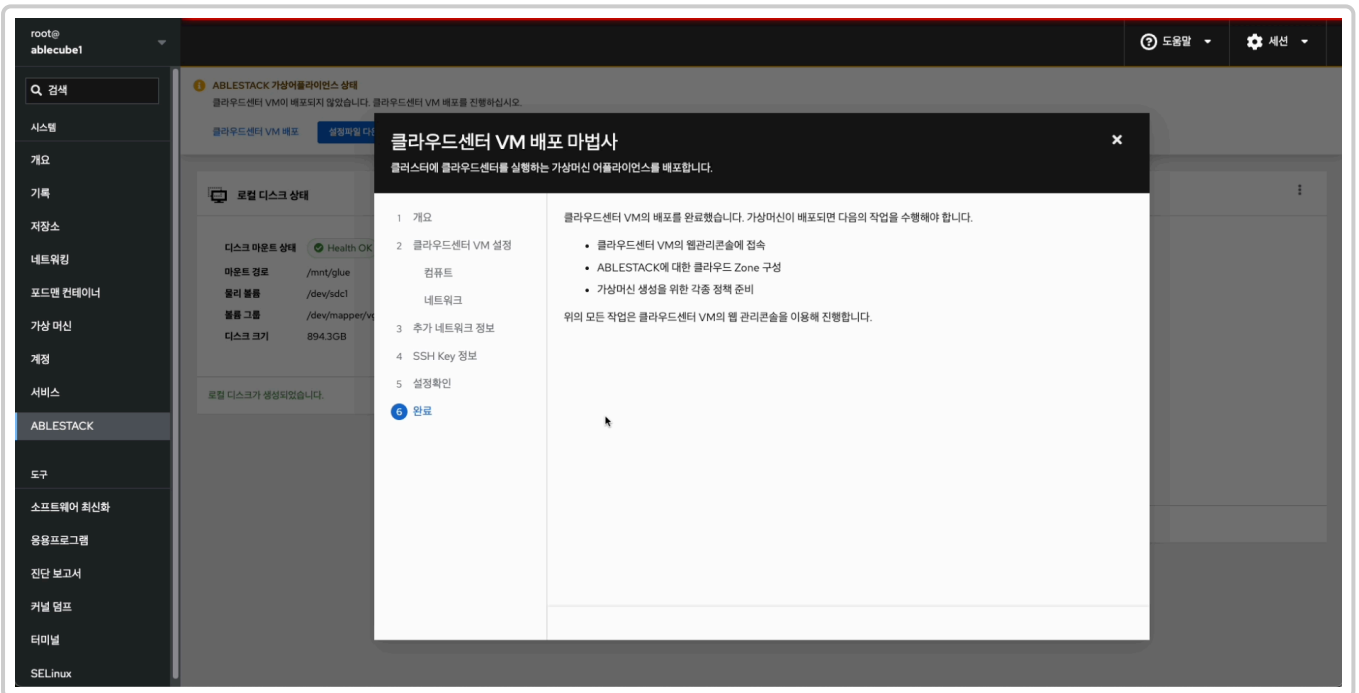 root@
ablecube1
도움말
세션
검색
시스템
개요
기록
저장소
네트워킹
포드맨 컨테이너
가상 머신
계정
서비스
ABLESTACK
도구
소프트웨어 최신화
응용프로그램
진단 보고서
커널 덤프
터미널
SELinux
ABLESTACK 가상어플라이언스 상태
클라우드센터 VM이 배포되지 않았습니다. 클라우드센터 VM 배포를 진행하십시오.
클라우드센터 VM 배포
설정파일 다운
로컬 디스크 상태
디스크 마운트 상태 Health OK
마운트 경로 /mnt/glue
물리 볼륨 /dev/sdc1
볼륨 그룹 /dev/mapper/vg
디스크 크기 894.3GB
로컬 디스크가 생성되었습니다.
클라우드센터 VM 배포 마법사
클러스터에 클라우드센터를 실행하는 가상머신 어플라이언스를 배포합니다.
1 개요
2 클라우드센터 VM 설정
컴퓨트
네트워크
3 추가 네트워크 정보
4 SSH Key 정보
5 설정확인
6 완료
클라우드센터 VM의 배포를 완료했습니다. 가상머신이 배포되면 다음의 작업을 수행해야 합니다.
• 클라우드센터 VM의 웹관리콘솔에 접속
• ABLESTACK에 대한 클라우드 Zone 구성
• 가상머신 생성을 위한 각종 정책 준비
위의 모든 작업은 클라우드센터 VM의 웹 관리콘솔을 이용해 진행합니다.